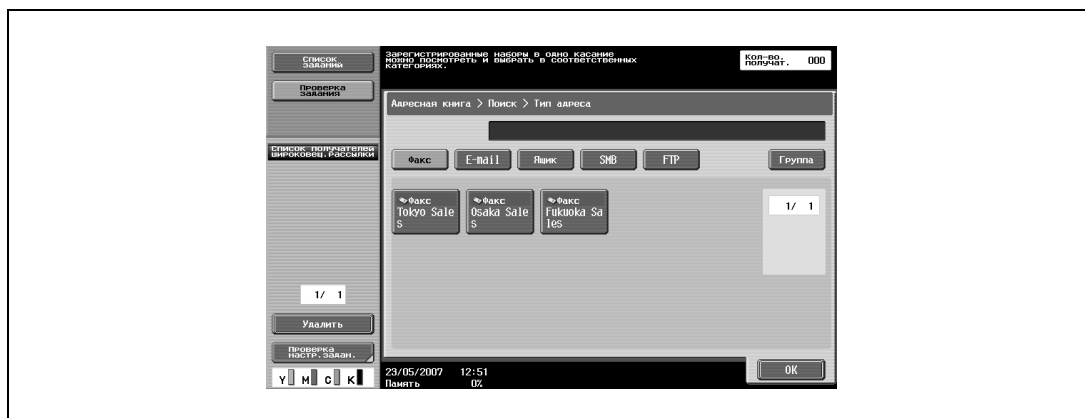 Список
заданий
Проверка
задания
Зарегистрированные наборы в одно касание
можно посмотреть и выбрать в соответственных
категориях.
Кол-во.
получат.
000
Адресная книга > Поиск > Тип адреса
Список получателей
широковещ.рассылки
Факс
E-mail
Ящик
SMB
FTP
Группа
Факс
Tokyo Sale
s
Факс
Osaka Sale
s
Факс
Fukuoka Sa
les
1/ 1
1/ 1
Удалить
Проверка
настр.задан.
Y M C K
23/05/2007 12:51
Память 0%
OK